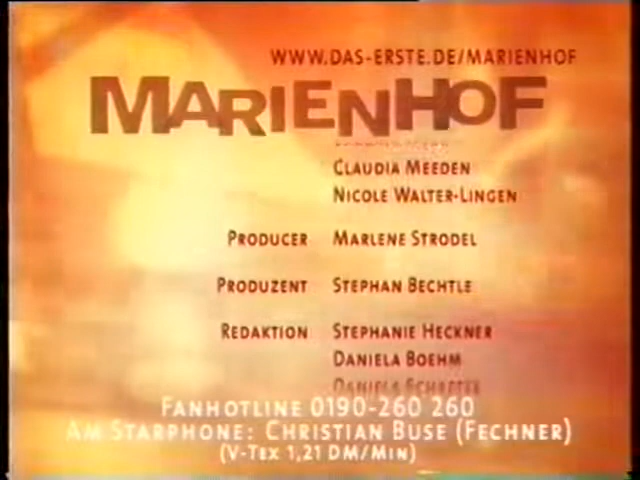 WWW.DAS-ERSTE.DE/MARIENHOF
MARIENHOF
CLAUDIA MEEDEN
NICOLE WALTER-LINGEN
PRODUCER MARLENE STRODEL
PRODUZENT STEPHAN BECHTLE
REDAKTION STEPHANIE HECKNER
DANIELA BOEHM
DANIELA
FANHOTLINE 0190-260 260
AM STARPHONE: CHRISTIAN BUSE (FECHNER)
(V-TEX 1,21 DM/MIN)